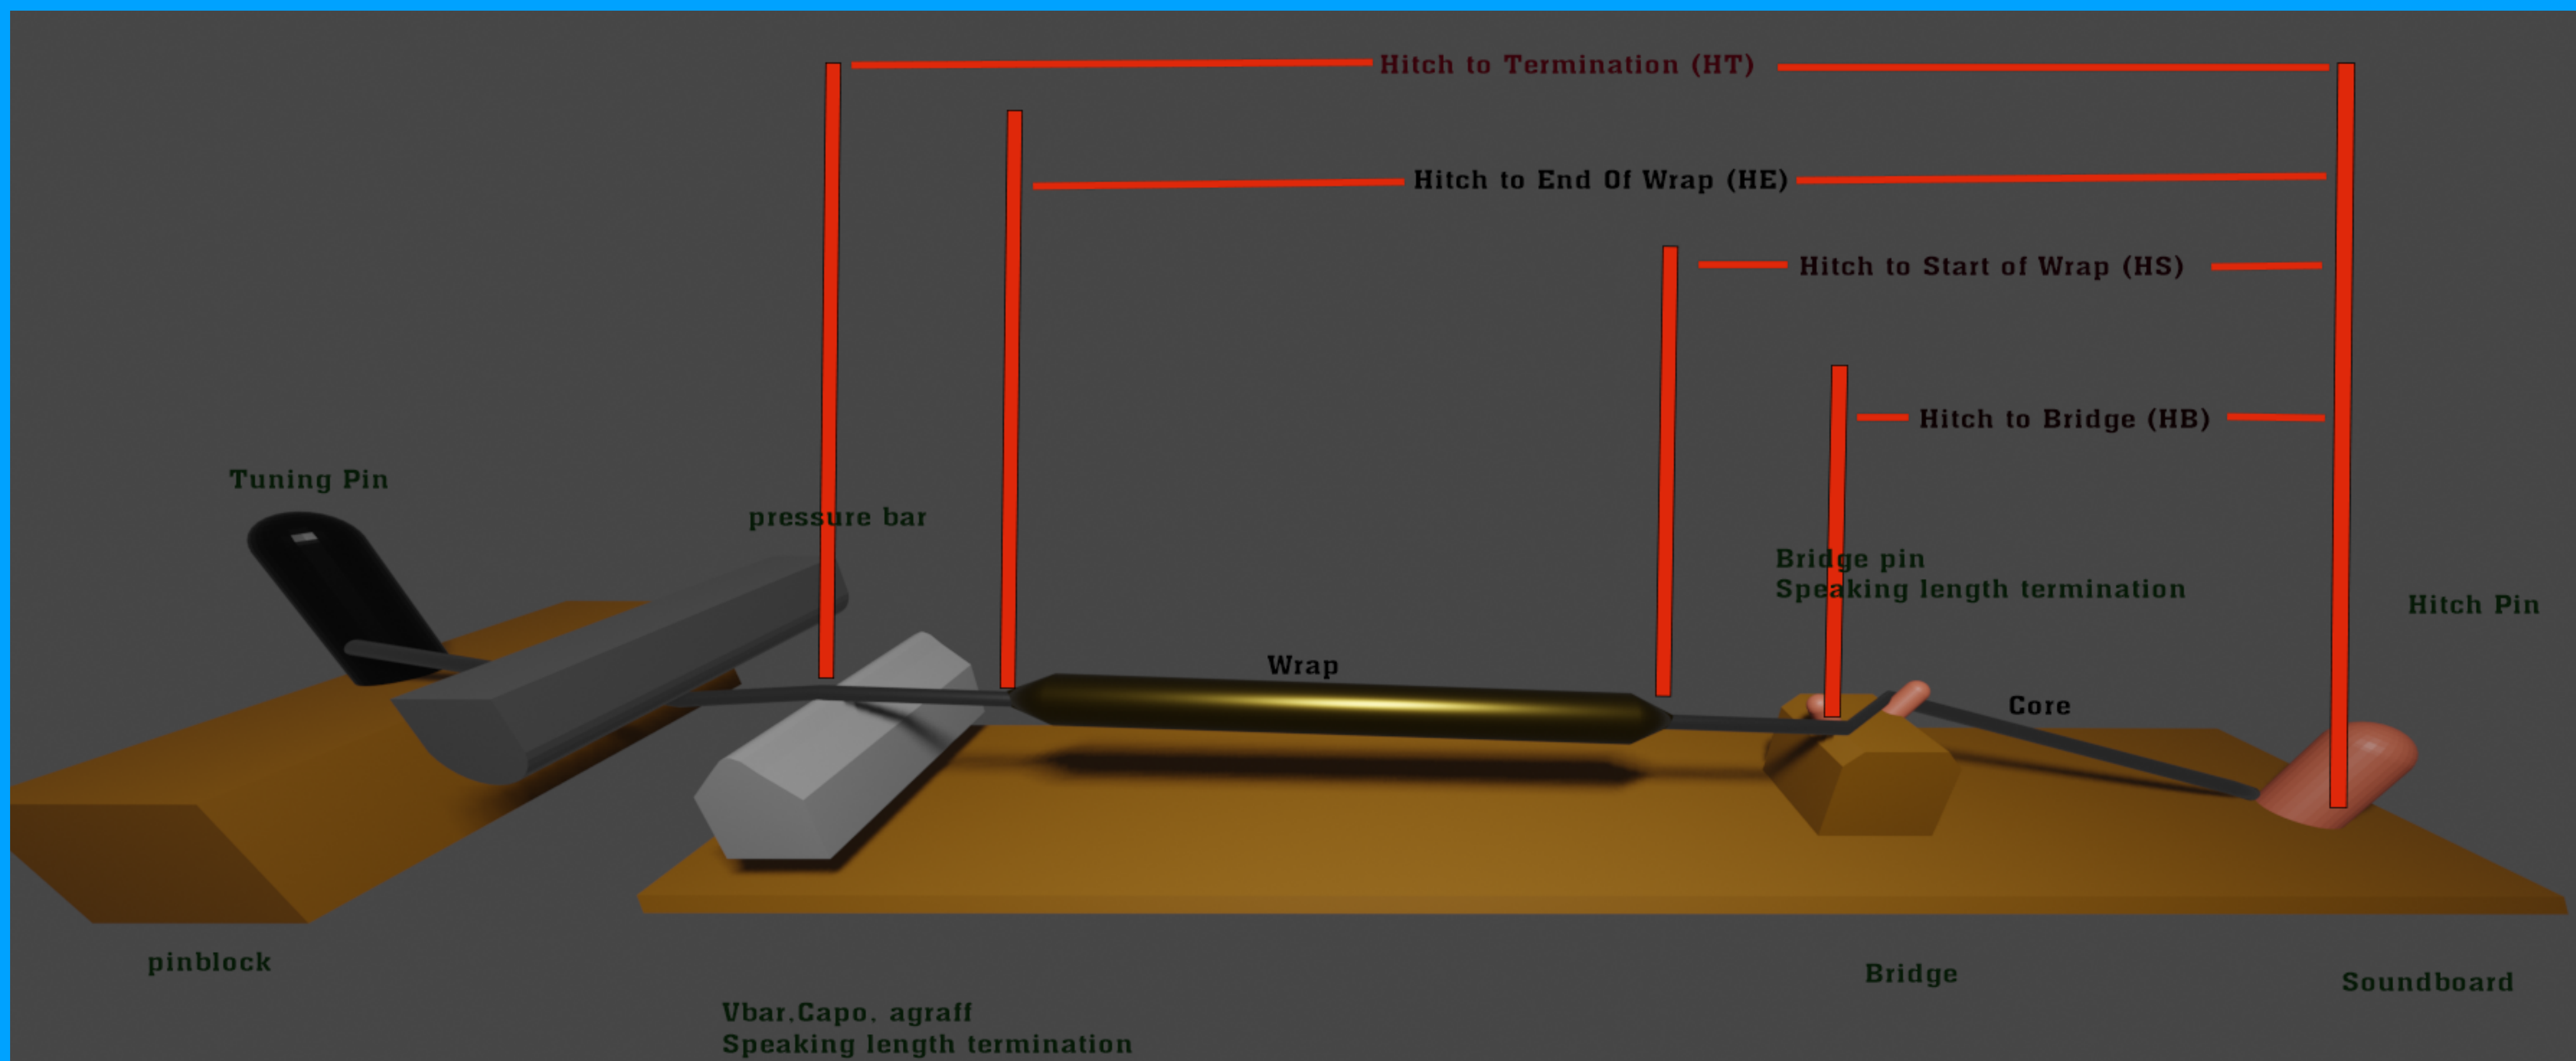 Hitch to Termination (HT)
Hitch to End Of Wrap (HE)
Hitch to Start of Wrap (HS)
Hitch to Bridge (HB)
Tuning Pin
pressure bar
Bridge pin
Speaking length termination
Hitch Pin
Wrap
Core
pinblock
Bridge
Soundboard
Vbar.Capo. agraff
Speaking length termination